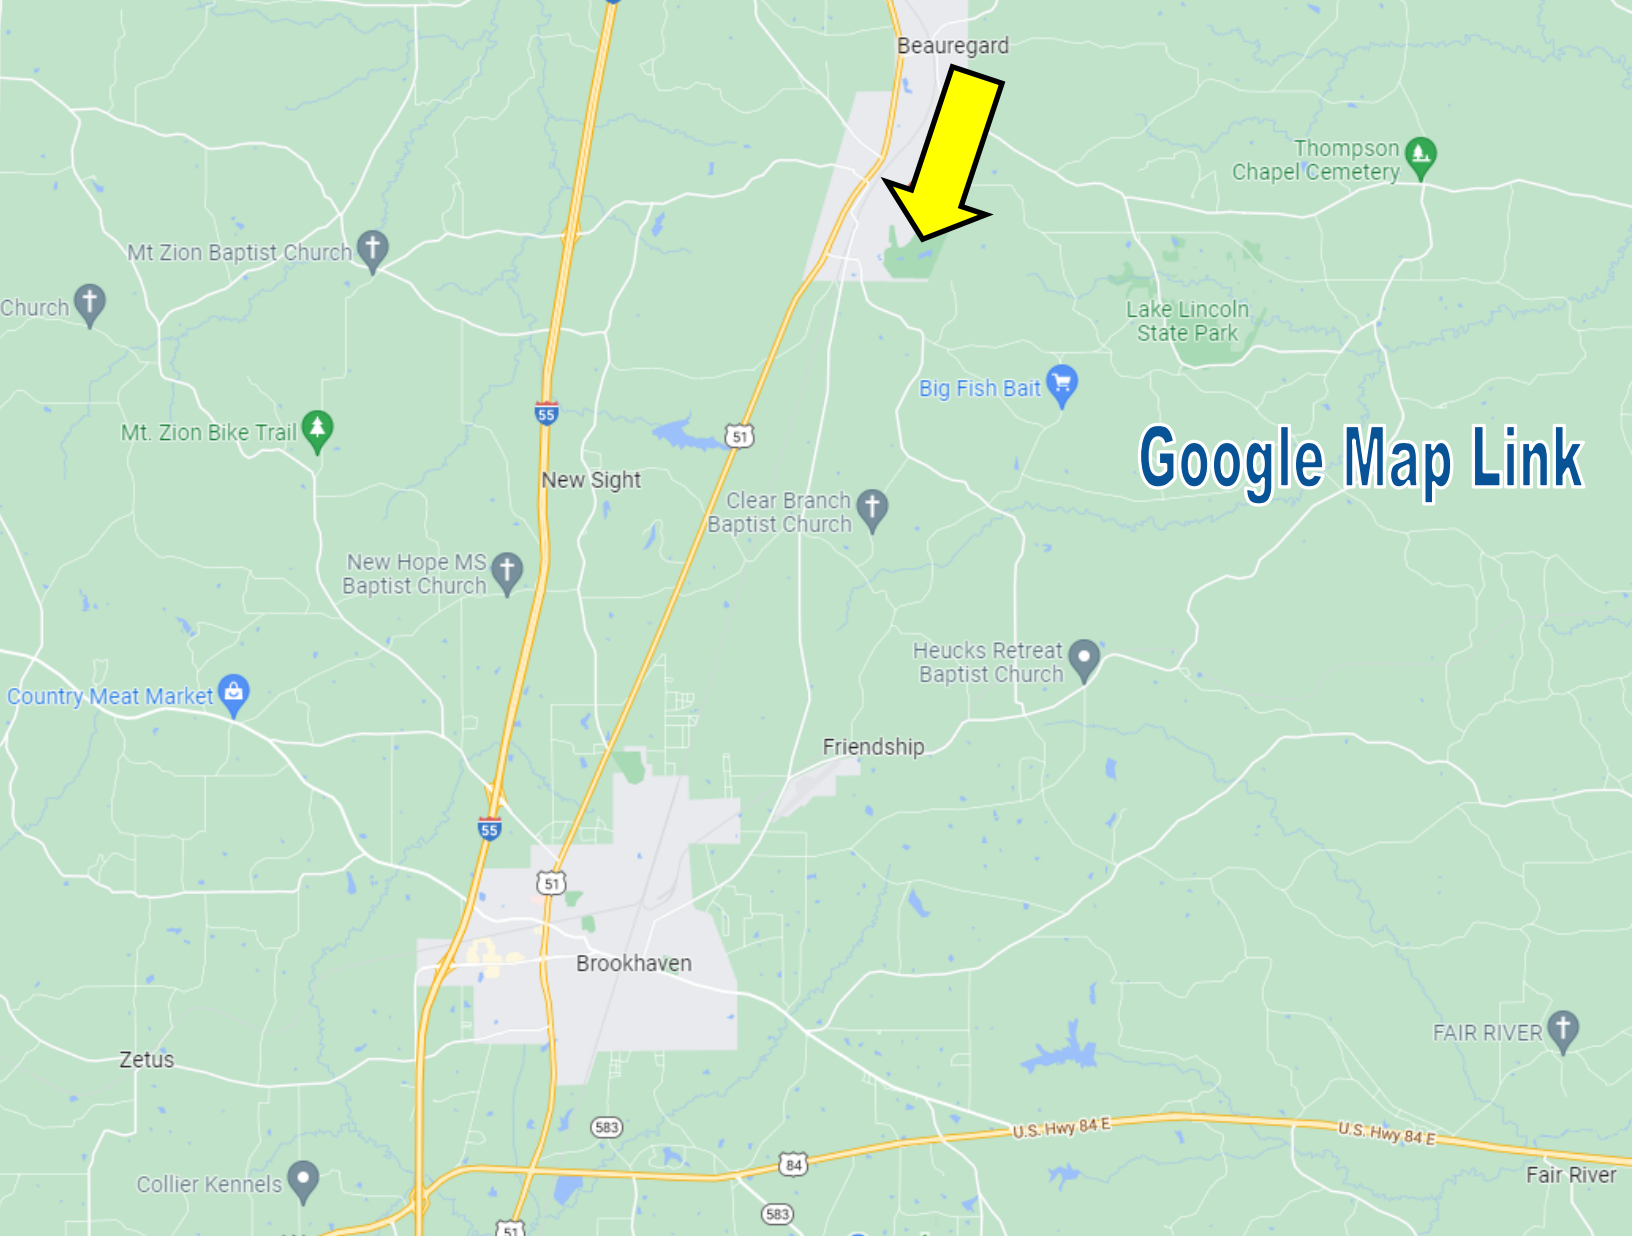 Beauregard
Thompson
Chapel Cemetery
Mt Zion Baptist Church
Church
Lake Lincoln
State Park
Big Fish Bait
55
Mt. Zion Bike Trail
51
Google Map Link
New Sight
Clear Branch
Baptist Church
New Hope MS
Baptist Church
Heucks Retreat
Baptist Church
Country Meat Market
Friendship
55
51
Brookhaven
FAIR RIVER
Zetus
583
U.S. Hwy 84 E
U.S. Hwy 84 E
84
Fair River
Collier Kennels
583
51